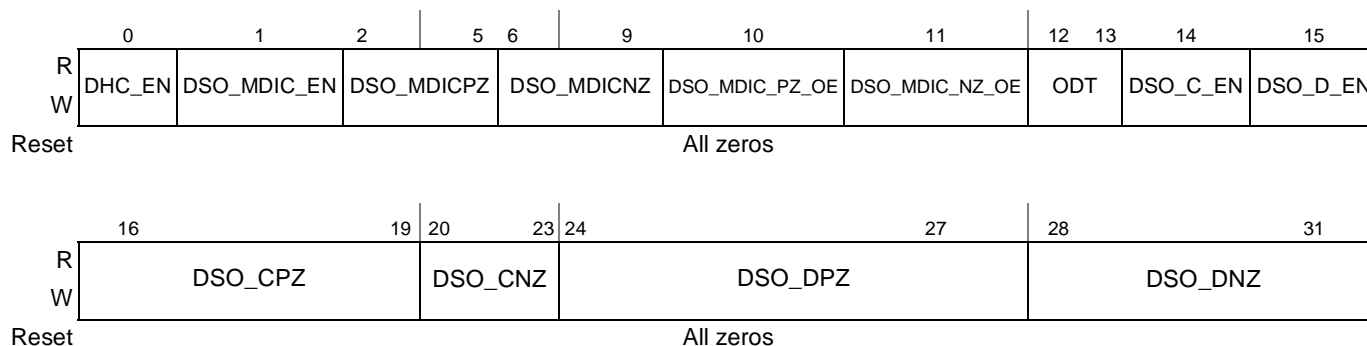 0 1 2 5 6 9 10 11 12 13 14 15
R
W
DHC_EN DSO_MDIC_EN DSO_MDICPZ DSO_MDICNZ DSO_MDIC_PZ_OE DSO_MDIC_NZ_OE ODT DSO_C_EN DSO_D_EN
Reset All zeros
16 19 20 23 24 27 28 31
R
W
DSO_CPZ DSO_CNZ DSO_DPZ DSO_DNZ
Reset All zeros